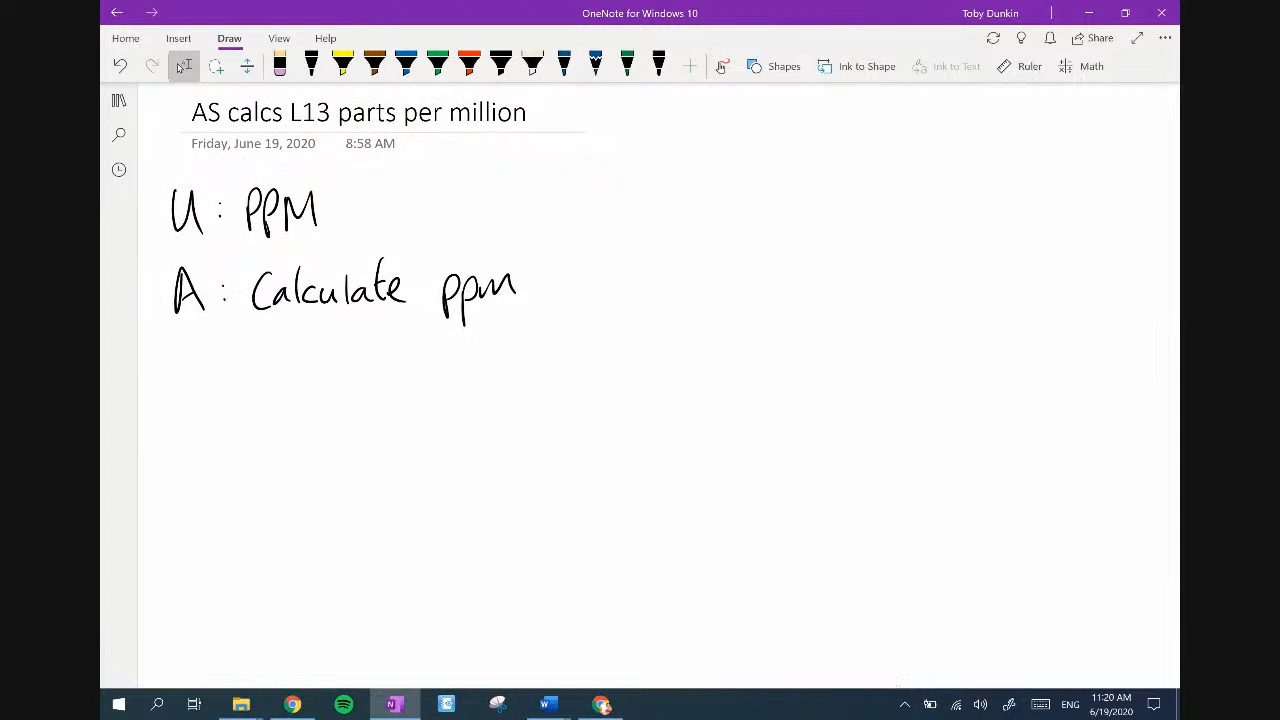 OneNote for Windows 10
Toby Dunkin
Home Insert Draw View Help
Share
Shapes Ink to Shape Ink to Text Ruler Math
AS calcs L13 parts per million
Friday, June 19, 2020 8:58 AM
U : PPM
A : Calculate ppm
ENG
11:20 AM
6/19/2020